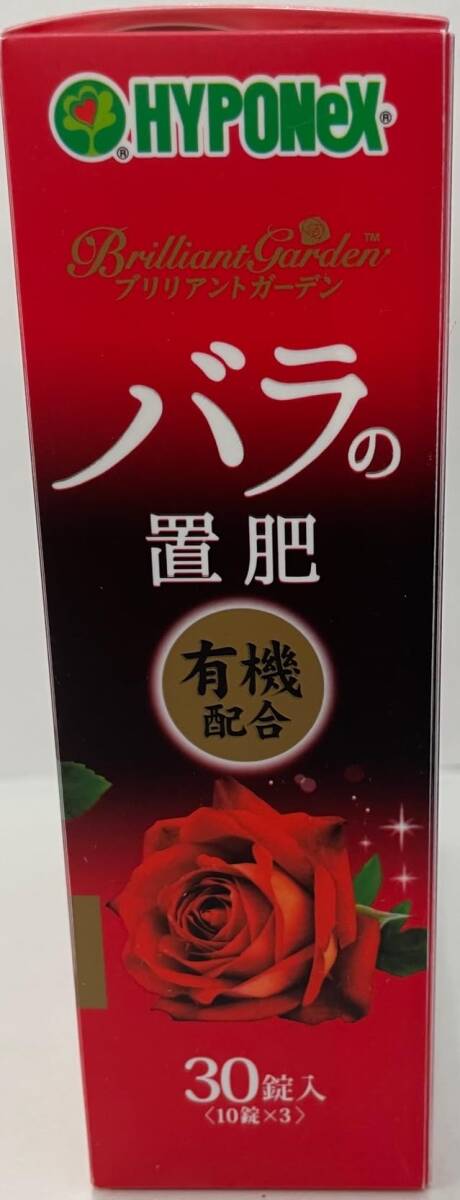 HYPONeX
Brilliant Garden™
ブリリアントガーデン
バラの
置肥
有機
配合
30錠入
〈10錠×3〉